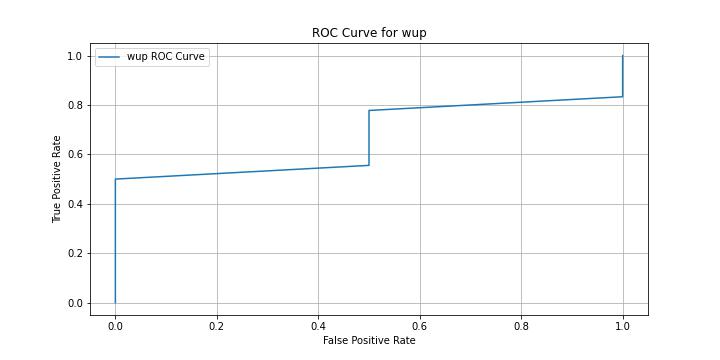 ROC Curve for wup
wup ROC Curve
True Positive Rate
1.0
0.8
0.6
0.4
0.2
0.0
0.0 0.2 0.4 0.6 0.8 1.0
False Positive Rate